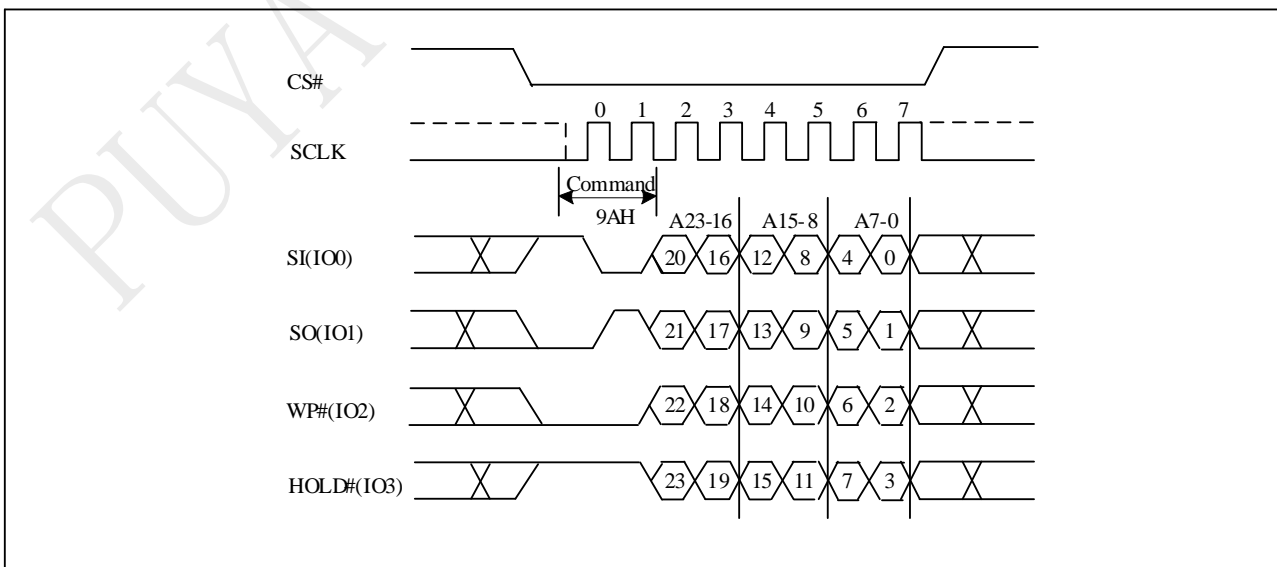 PUYA
CS#
0 1 2 3 4 5 6 7
SCLK
Command
9AH
A23-16 A15-8 A7-0
SI(IO0) 20 16 12 8 4 0
SO(IO1) 21 17 13 9 5 1
WP#(IO2) 22 18 14 10 6 2
HOLD#(IO3) 23 19 15 11 7 3